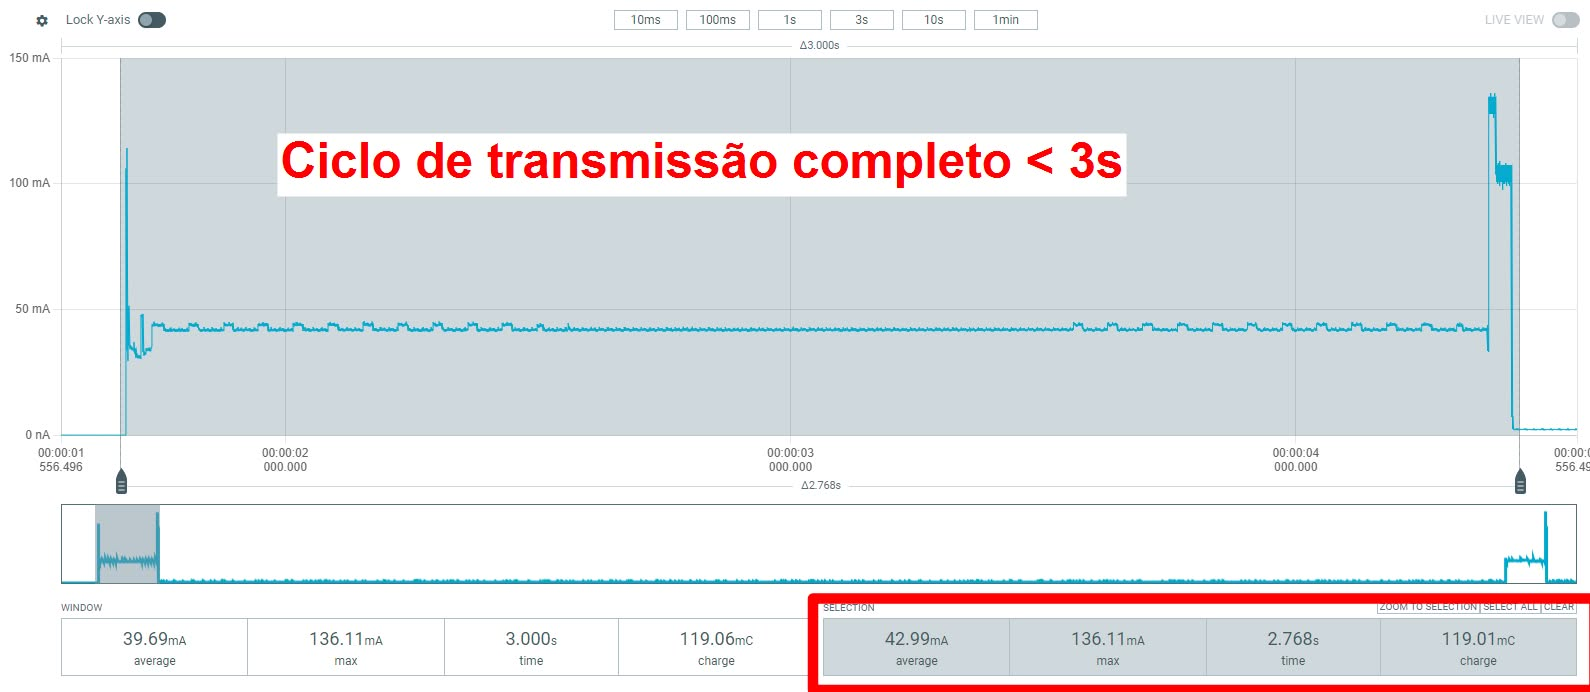 Lock Y-axis
10ms 100ms 1s 3s 10s 1min
LIVE VIEW
Δ3.000s
150 mA
Ciclo de transmissão completo < 3s
100 mA
50 mA
0 nA
00:00:01 00:00:02 00:00:03 00:00:04 00:00:0
556.496 000.000 000.000 000.000 556.49
Δ2.768s
WINDOW
39.69mA 136.11mA 3.000s 119.06mC
average max time charge
SELECTION ZOOM TO SELECTION SELECT ALL CLEAR
42.99mA 136.11mA 2.768s 119.01mC
average max time charge